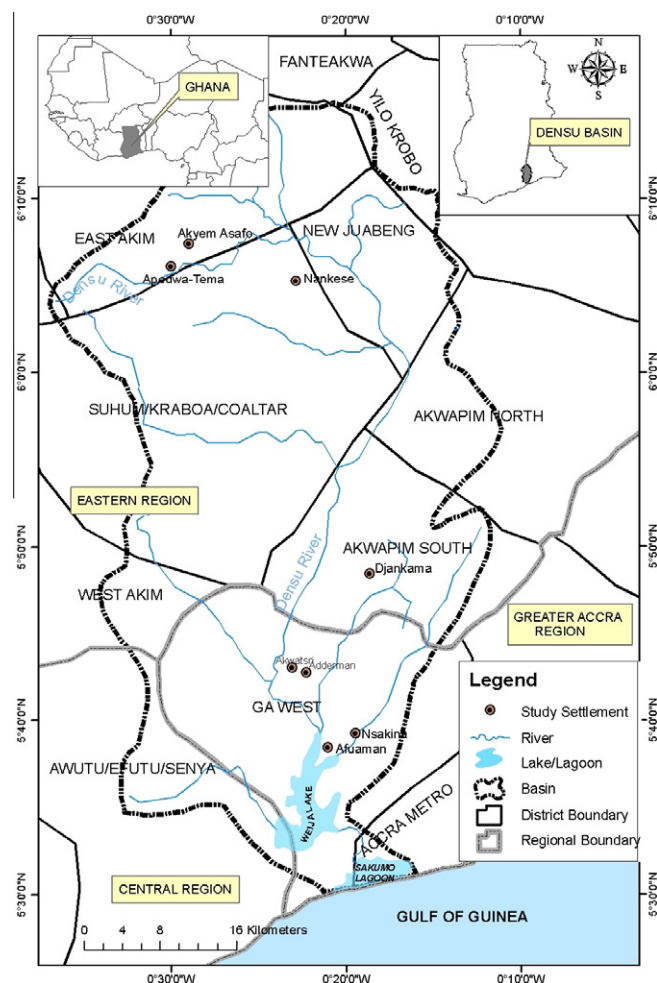 0°30'0"W
0°20'0"W
0°10'0"W
FANTEAKWA
GHANA
N
W
E
S
YILO KROBO
DENSU BASIN
6°10'0"N
6°10'0"N
EAST AKIM
Akyem Asafo
NEW JUABENG
Apedwa-Tema
Nankese
Densu River
6°0'0"N
6°0'0"N
SUHUM/KRABOA/COALTAR
AKWAPIM NORTH
EASTERN REGION
5°50'0"N
5°50'0"N
AKWAPIM SOUTH
Densu River
Djankama
WEST AKIM
GREATER ACCRA
REGION
Akwatsri
Adderman
GA WEST
Nsakina
Afuaman
5°40'0"N
5°40'0"N
Legend
Study Settlement
River
Lake/Lagoon
Basin
District Boundary
Regional Boundary
AWUTU/EFUTU/SENYA
WEIJA LAKE
ACCRA METRO
SAKUMO
LAGOON
CENTRAL REGION
5°30'0"N
5°30'0"N
GULF OF GUINEA
0 4 8 16 Kilometers
0°30'0"W
0°20'0"W
0°10'0"W